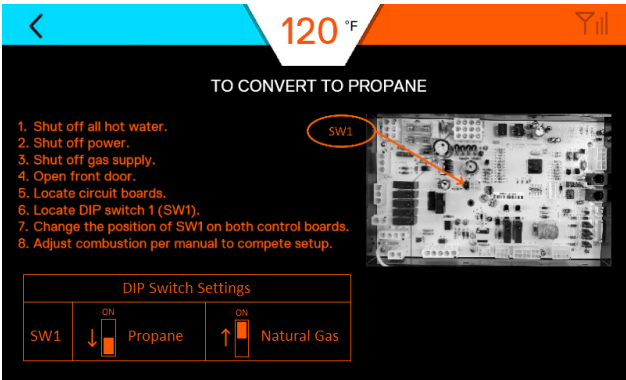 120 °F
TO CONVERT TO PROPANE
1. Shut off all hot water.
2. Shut off power.
3. Shut off gas supply.
4. Open front door.
5. Locate circuit boards.
6. Locate DIP switch 1 (SW1).
7. Change the position of SW1 on both control boards.
8. Adjust combustion per manual to compete setup.
SW1
DIP Switch Settings
SW1
ON
Propane
ON
Natural Gas